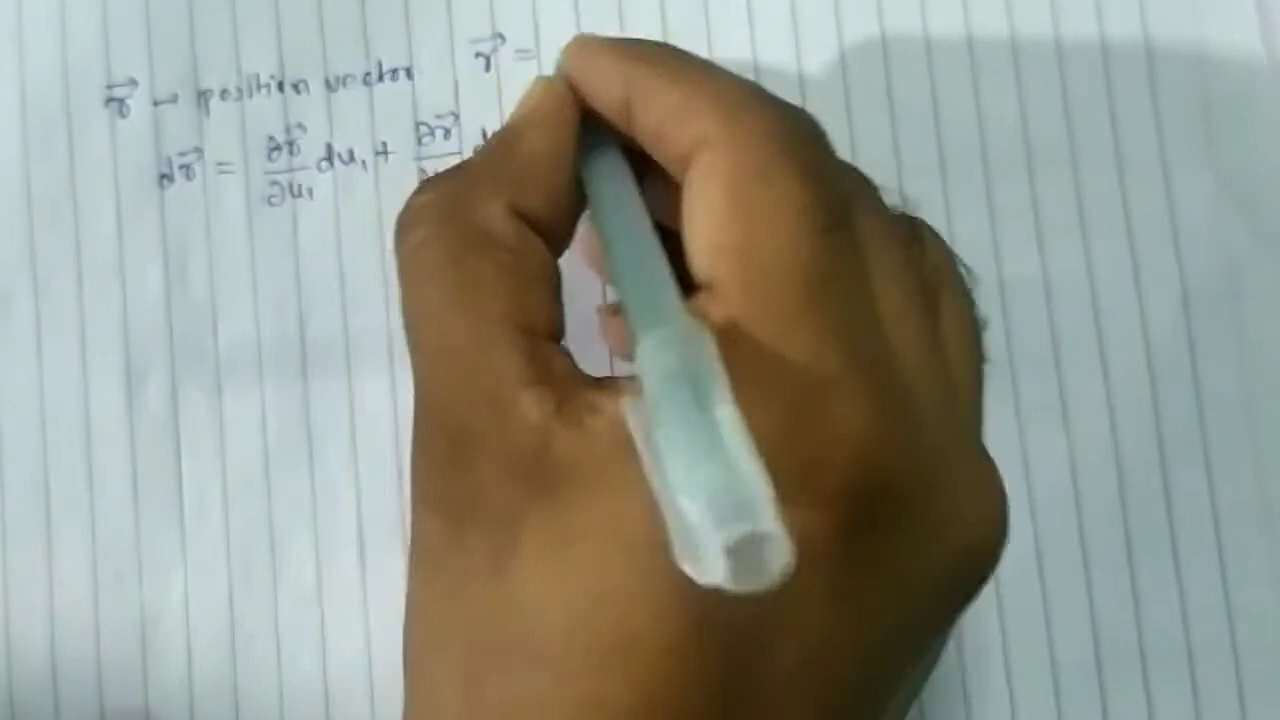 r⃗ → position vector r⃗ =
dr⃗ = ∂r⃗/∂u₁ du₁ + ∂r⃗